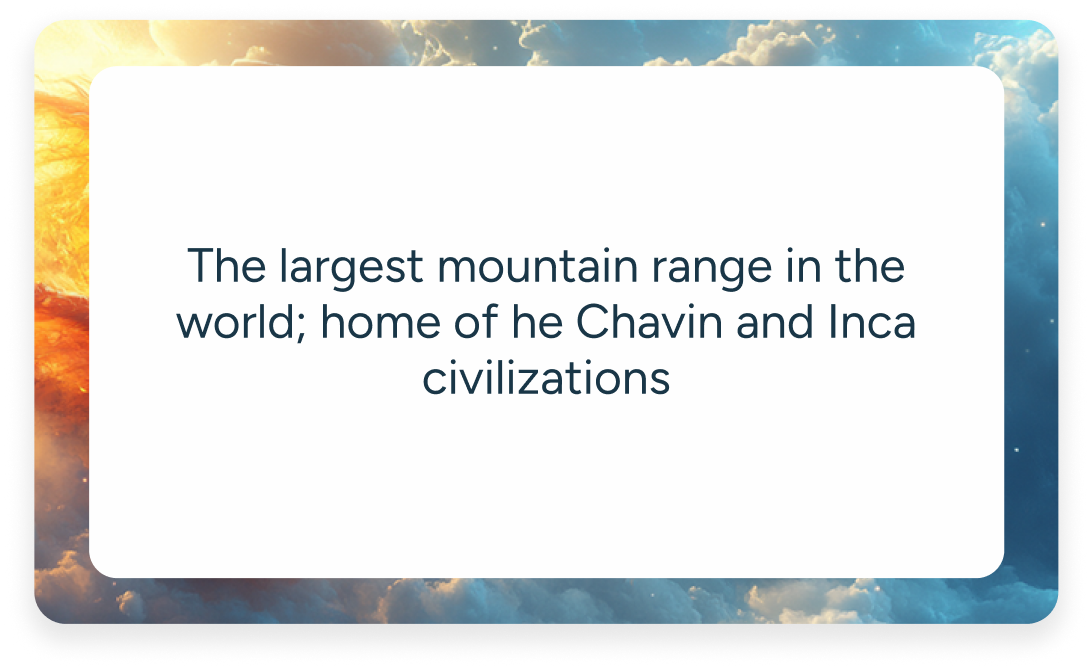 The largest mountain range in the
world; home of he Chavin and Inca
civilizations